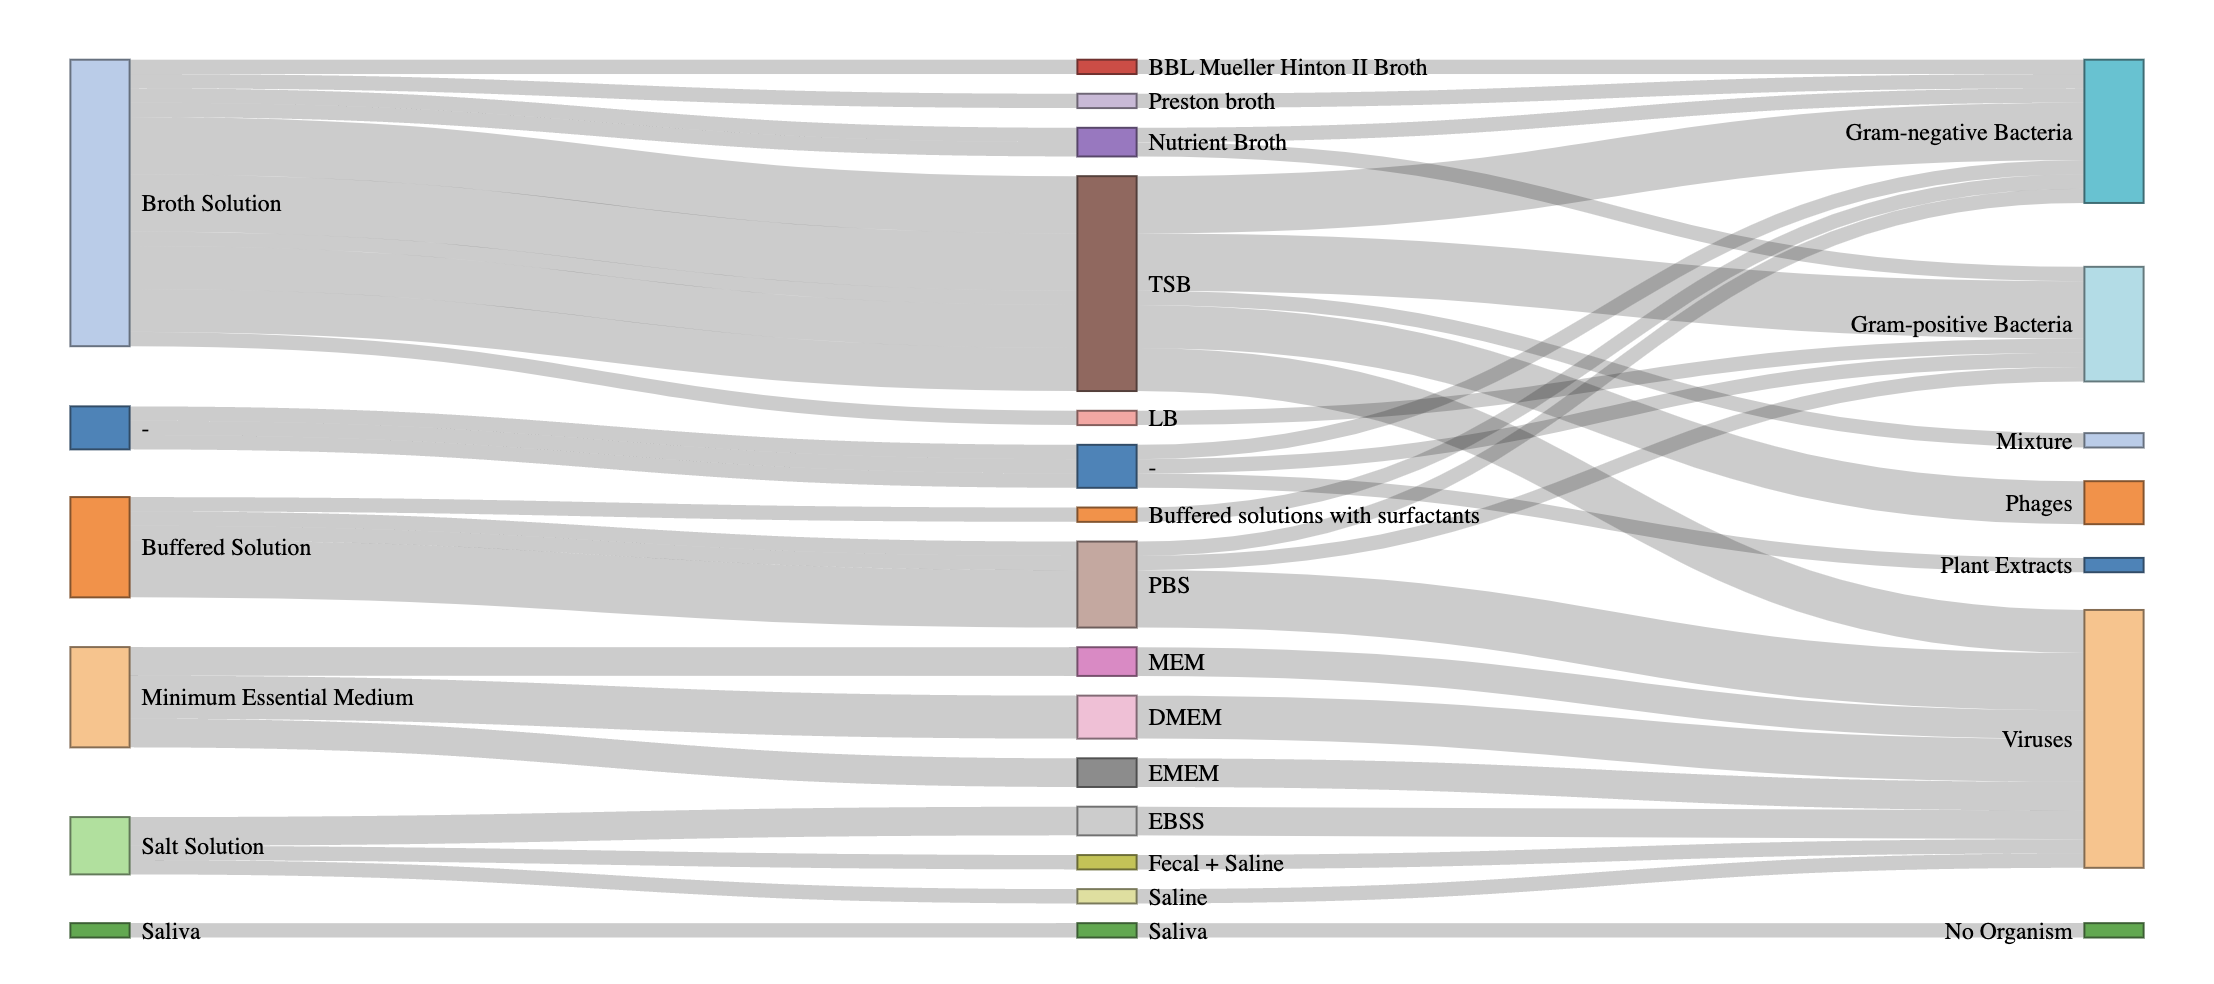 Broth Solution
-
Buffered Solution
Minimum Essential Medium
Salt Solution
Saliva
BBL Mueller Hinton II Broth
Preston broth
Nutrient Broth
TSB
LB
-
Buffered solutions with surfactants
PBS
MEM
DMEM
EMEM
EBSS
Fecal + Saline
Saline
Saliva
Gram-negative Bacteria
Gram-positive Bacteria
Mixture
Phages
Plant Extracts
Viruses
No Organism